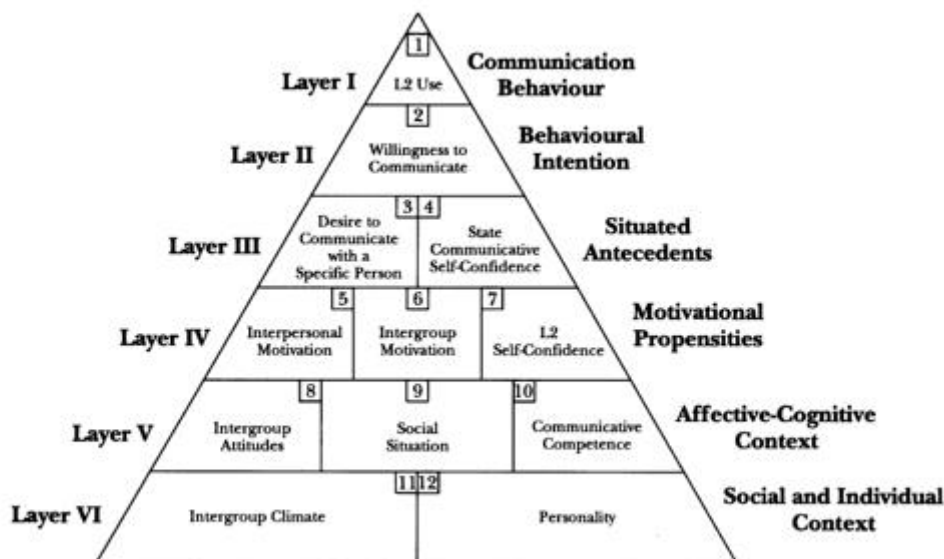 1
Layer I
L2 Use
Communication
Behaviour
2
Layer II
Willingness to
Communicate
Behavioural
Intention
3 4
Layer III
Desire to
Communicate
with a
Specific Person
State
Communicative
Self-Confidence
Situated
Antecedents
5
6
7
Layer IV
Interpersonal
Motivation
Intergroup
Motivation
L2
Self-Confidence
Motivational
Propensities
8
9
10
Layer V
Intergroup
Attitudes
Social
Situation
Communicative
Competence
Affective-Cognitive
Context
11 12
Layer VI
Intergroup Climate
Personality
Social and Individual
Context